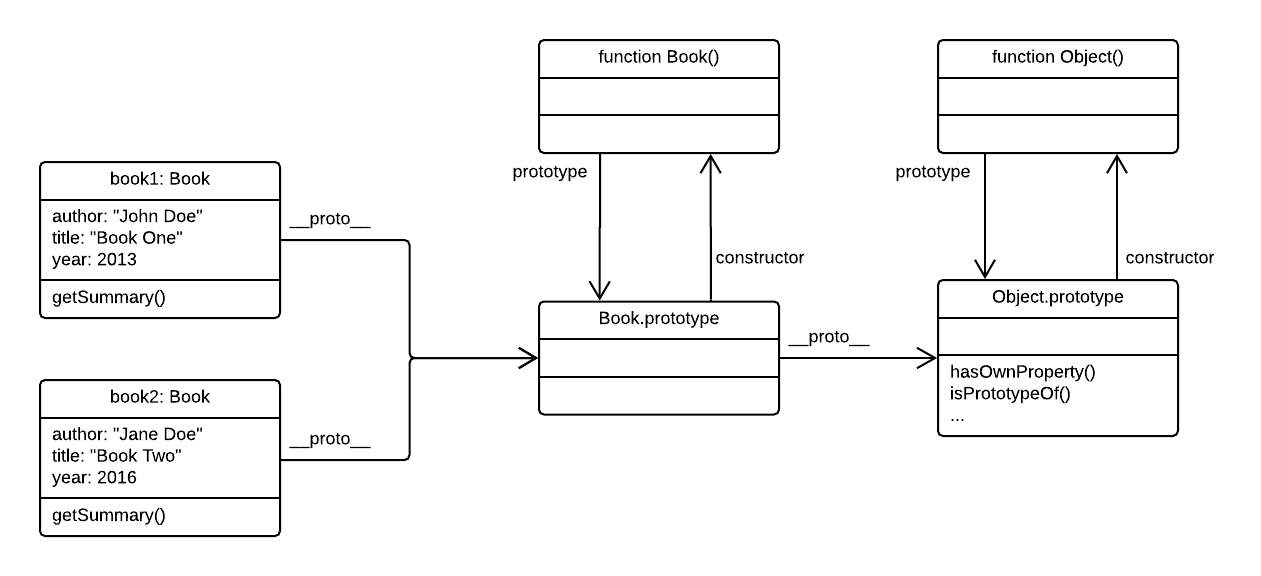 function Book()
function Object()
prototype
constructor
prototype
constructor
book1: Book
author: "John Doe"
title: "Book One"
year: 2013
getSummary()
__proto__
book2: Book
author: "Jane Doe"
title: "Book Two"
year: 2016
getSummary()
__proto__
Book.prototype
__proto__
Object.prototype
hasOwnProperty()
isPrototypeOf()
...